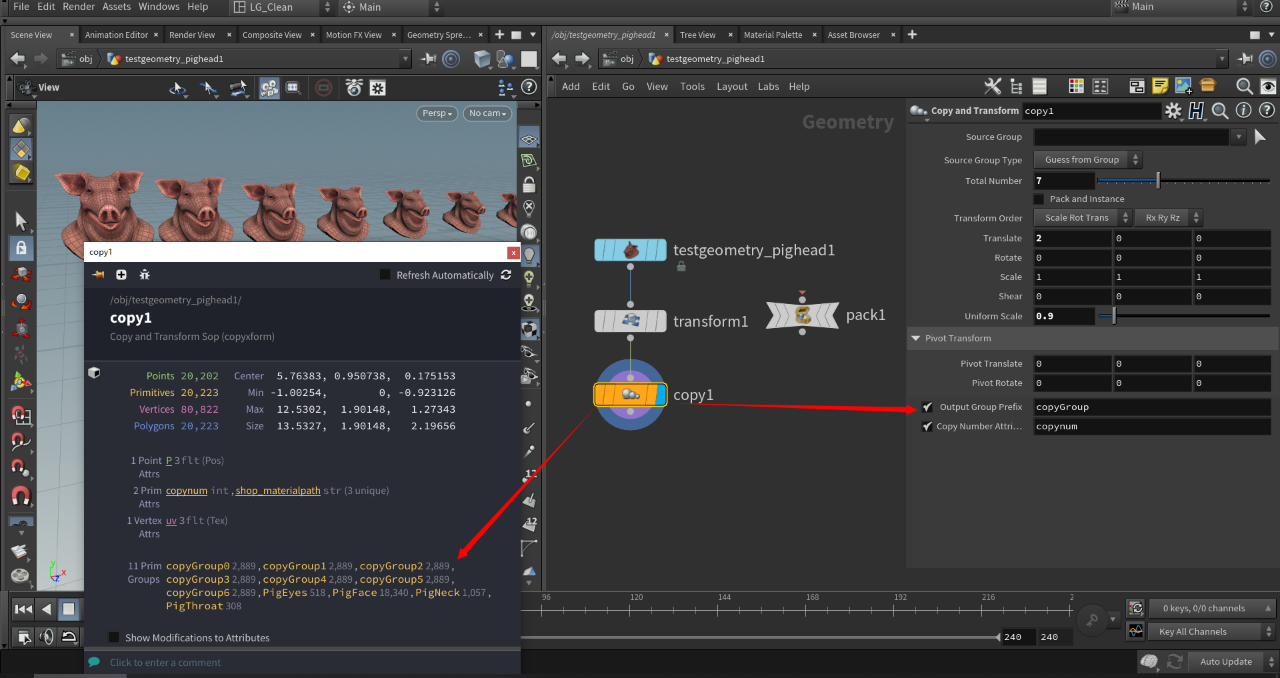 File Edit Render Assets Windows Help LG_Clean Main Main
Scene View Animation Editor Render View Composite View Motion FX View Geometry Spre...
/obj/testgeometry_pighead1 Tree View Material Palette Asset Browser
obj testgeometry_pighead1
obj testgeometry_pighead1
View
Add Edit Go View Tools Layout Labs Help
Persp No cam
Geometry
testgeometry_pighead1
transform1
pack1
copy1
Copy and Transform copy1
Source Group
Source Group Type Guess from Group
Total Number 7
Pack and Instance
Transform Order Scale Rot Trans Rx Ry Rz
Translate 2 0 0
Rotate 0 0 0
Scale 1 1 1
Shear 0 0 0
Uniform Scale 0.9
Pivot Transform
Pivot Translate 0 0 0
Pivot Rotate 0 0 0
Output Group Prefix copyGroup
Copy Number Attri... copynum
copy1 x
Refresh Automatically
/obj/testgeometry_pighead1/
copy1
Copy and Transform Sop (copyxform)
Points 20,202 Center 5.76383, 0.950738, 0.175153
Primitives 20,223 Min -1.00254, 0, -0.923126
Vertices 80,822 Max 12.5302, 1.90148, 1.27343
Polygons 20,223 Size 13.5327, 1.90148, 2.19656
1 Point P 3flt (Pos)
Attrs
2 Prim copynum int , shop_materialpath str (3 unique)
Attrs
1 Vertex uv 3flt (Tex)
Attrs
11 Prim copyGroup0 2,889, copyGroup1 2,889, copyGroup2 2,889,
Groups copyGroup3 2,889, copyGroup4 2,889, copyGroup5 2,889,
copyGroup6 2,889, PigEyes 518, PigFace 18,340, PigNeck 1,057,
PigThroat 308
Show Modifications to Attributes
Click to enter a comment
12
12
y
x
96 120 144 168 192 216 2
240 240
0 keys, 0/0 channels
Key All Channels
Auto Update